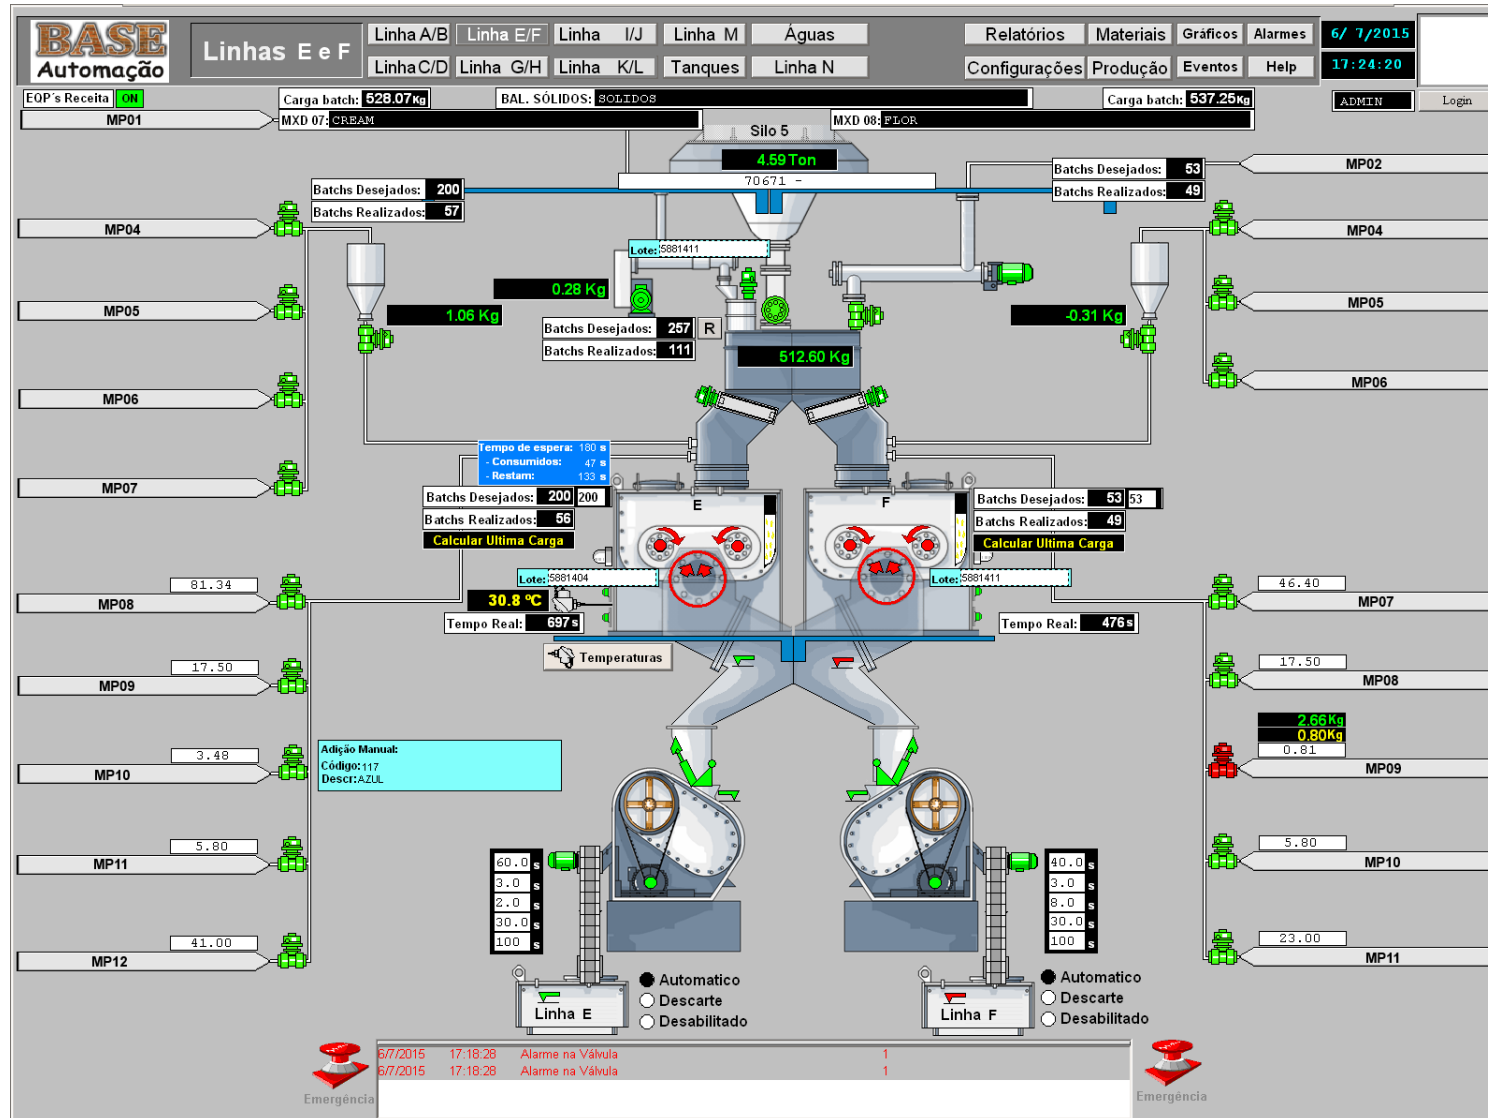 BASE
Automação
Linhas E e F
Linha A/B
Linha E/F
Linha I/J
Linha M
Águas
Linha C/D
Linha G/H
Linha K/L
Tanques
Linha N
Relatórios
Materiais
Gráficos
Alarmes
Configurações
Produção
Eventos
Help
6/ 7/2015
17:24:20
EQP´s Receita ON
Carga batch: 528.07Kg
BAL. SÓLIDOS: SOLIDOS
Carga batch: 537.25Kg
ADMIN
Login
MP01
MXD 07: CREAM
MXD 08: FLOR
Silo 5
4.59 Ton
70671 -
MP02
Batchs Desejados: 200
Batchs Realizados: 57
Batchs Desejados: 53
Batchs Realizados: 49
MP04
MP04
Lote: 5881411
0.28 Kg
MP05
1.06 Kg
-0.31 Kg
MP05
Batchs Desejados: 257 R
Batchs Realizados: 111
512.60 Kg
MP06
MP06
Tempo de espera: 180 s
- Consumidos: 47 s
- Restam: 133 s
MP07
Batchs Desejados: 200 200
Batchs Realizados: 56
Calcular Ultima Carga
E
F
Batchs Desejados: 53 53
Batchs Realizados: 49
Calcular Ultima Carga
Lote: 5881404
Lote: 5881411
81.34
MP08
30.8 ºC
Tempo Real: 697 s
Tempo Real: 476 s
46.40
MP07
Temperaturas
17.50
MP09
17.50
MP08
2.66Kg
0.80Kg
0.81
MP09
3.48
MP10
Adição Manual:
Código: 117
Descr: AZUL
5.80
MP11
5.80
MP10
60.0 s
3.0 s
2.0 s
30.0 s
100 s
40.0 s
3.0 s
8.0 s
30.0 s
100 s
41.00
MP12
23.00
MP11
Linha E
Automatico
Descarte
Desabilitado
Linha F
Automatico
Descarte
Desabilitado
6/7/2015 17:18:28 Alarme na Válvula 1
6/7/2015 17:18:28 Alarme na Válvula 1
Emergência
Emergência